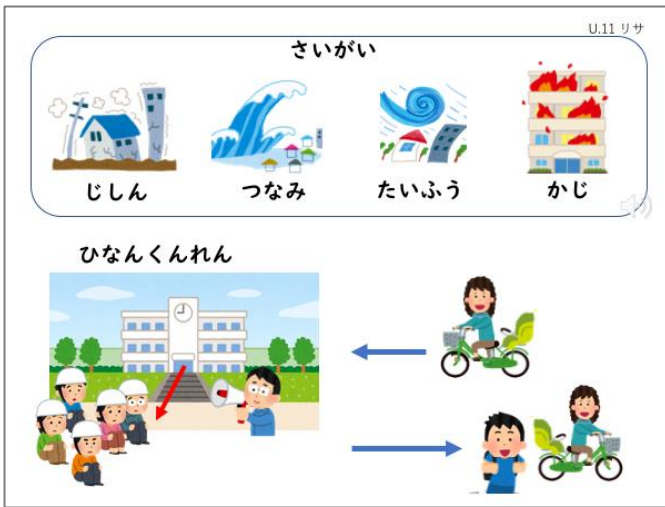 U.11 リサ
さいがい
じしん
つなみ
たいふう
かじ
ひなんくんれん